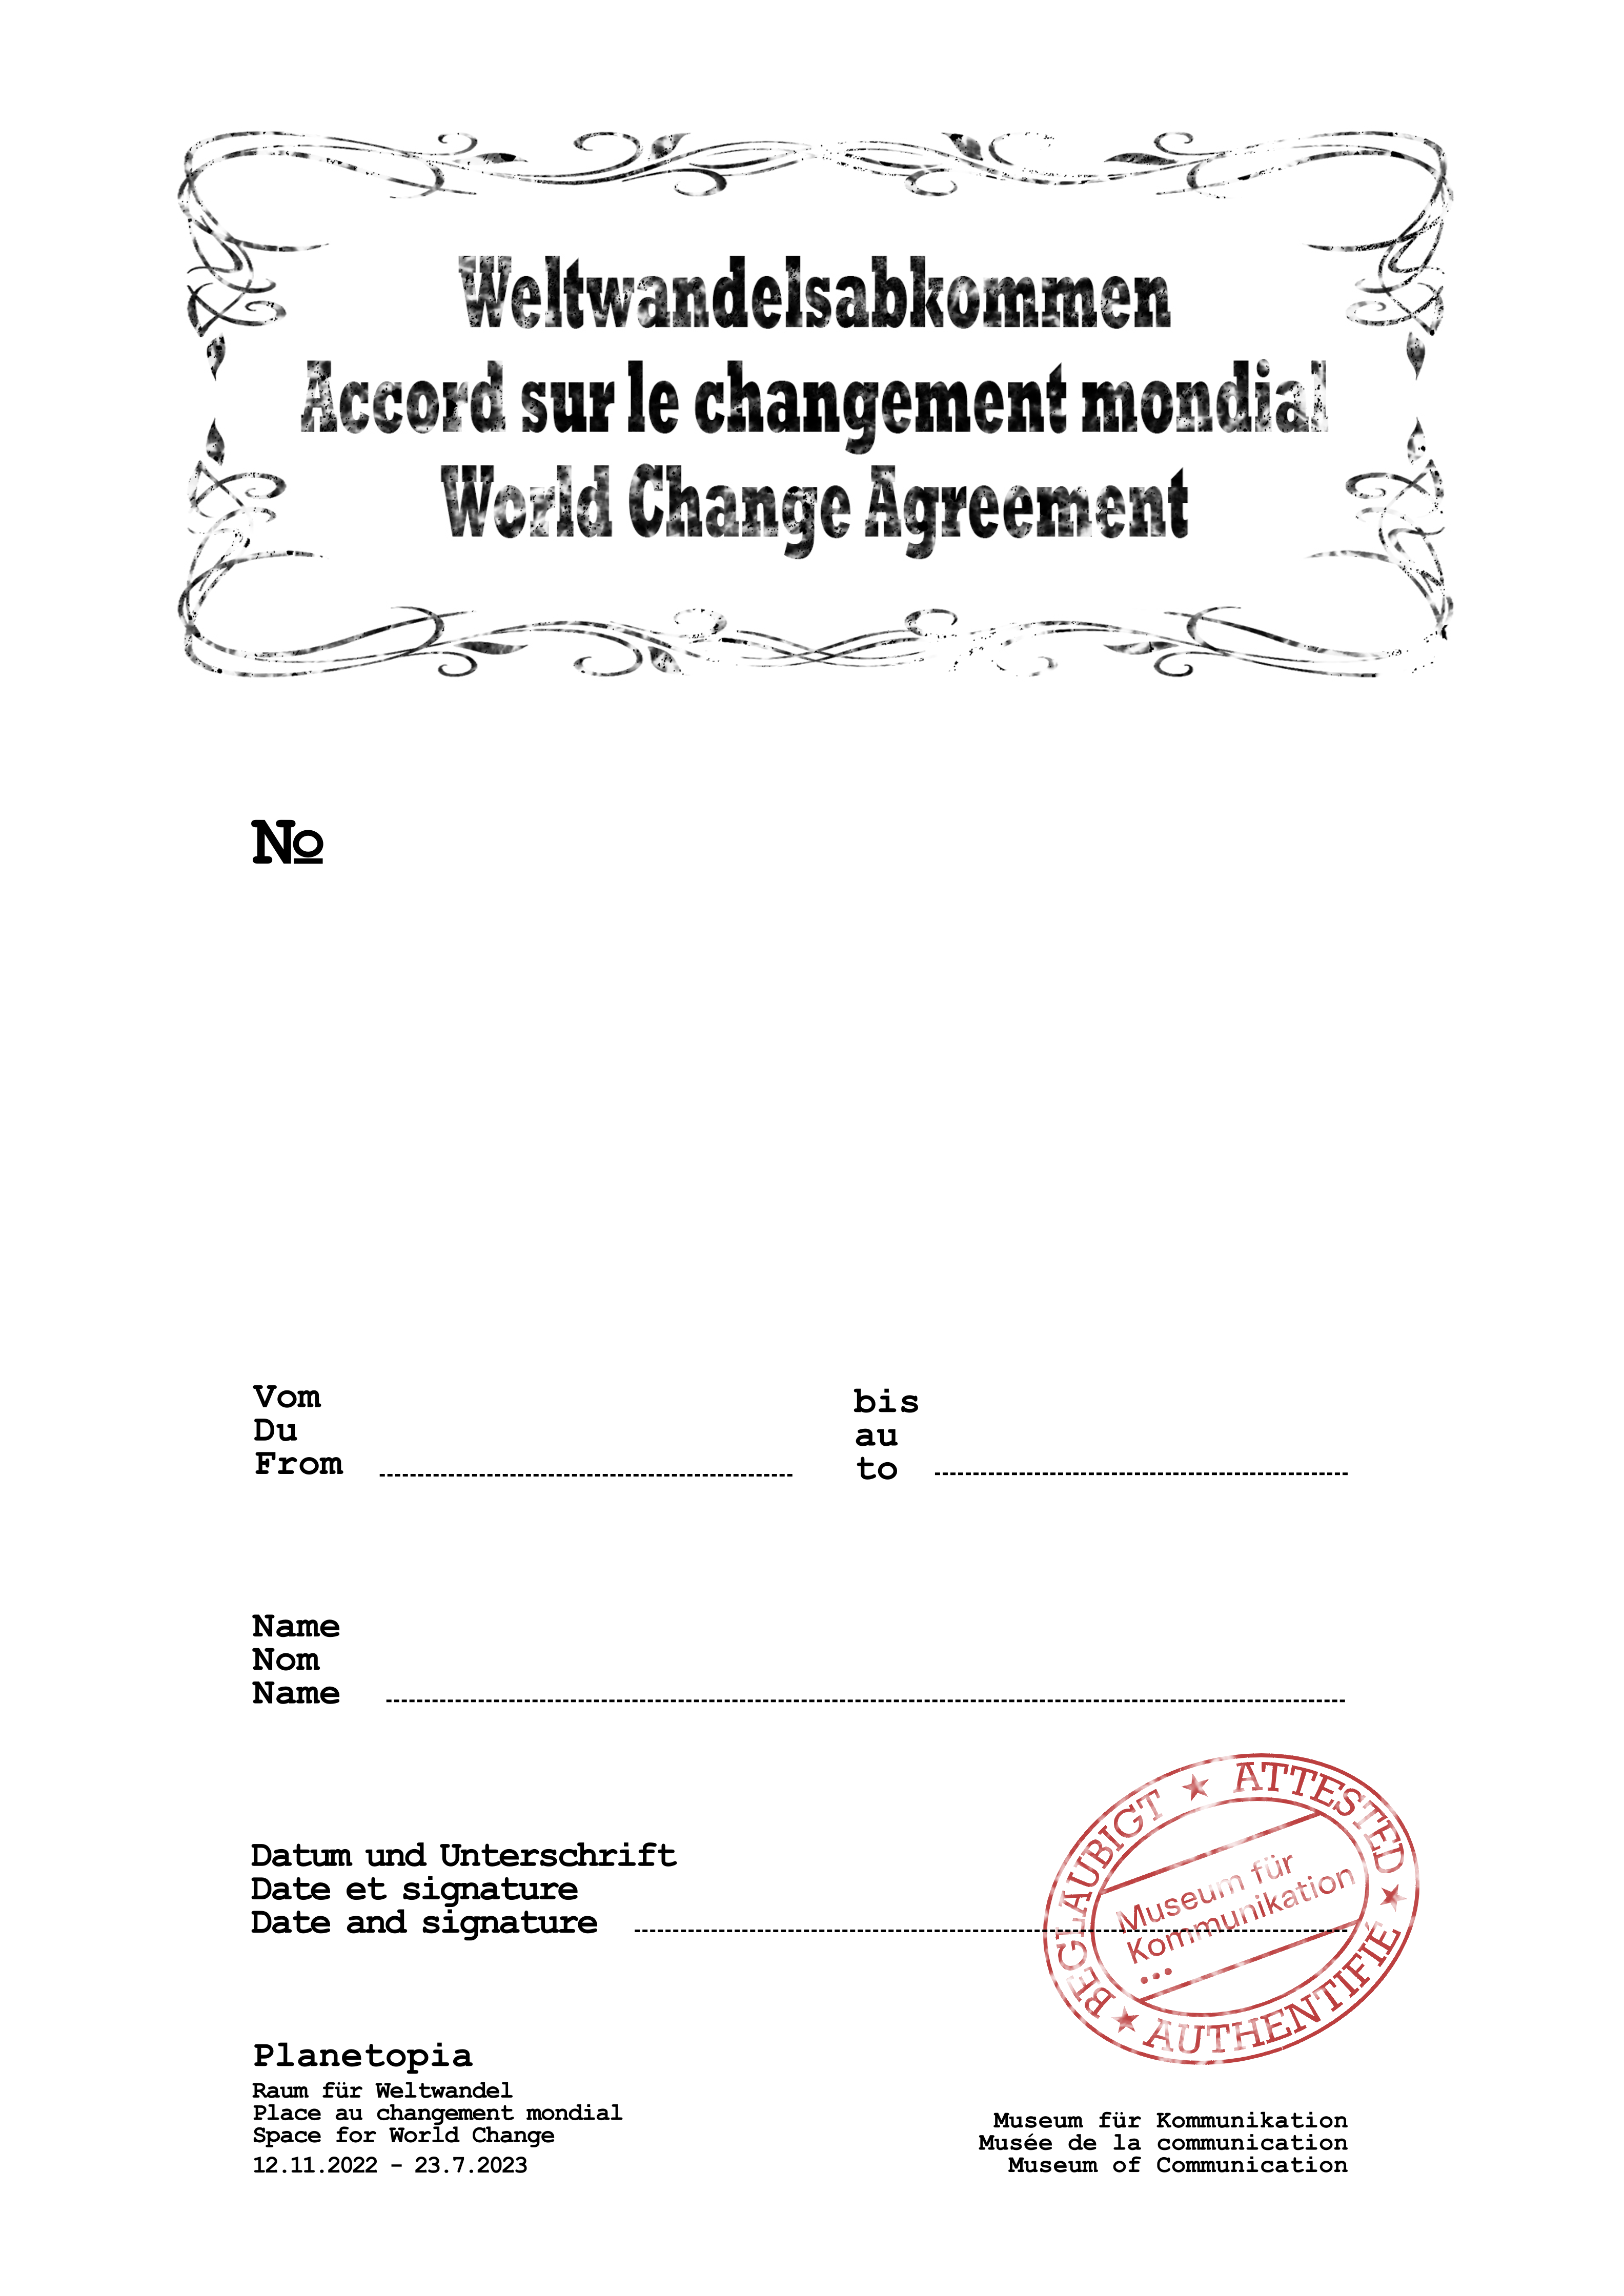 Weltwandelsabkommen
Accord sur le changement mondial
World Change Agreement
№
Vom
Du
From
bis
au
to
Name
Nom
Name
Datum und Unterschrift
Date et signature
Date and signature
BEGLAUBIGT ★ ATTESTED ★ AUTHENTIFIÉ ★
Museum für
Kommunikation
...
Planetopia
Raum für Weltwandel
Place au changement mondial
Space for World Change
12.11.2022 - 23.7.2023
Museum für Kommunikation
Musée de la communication
Museum of Communication